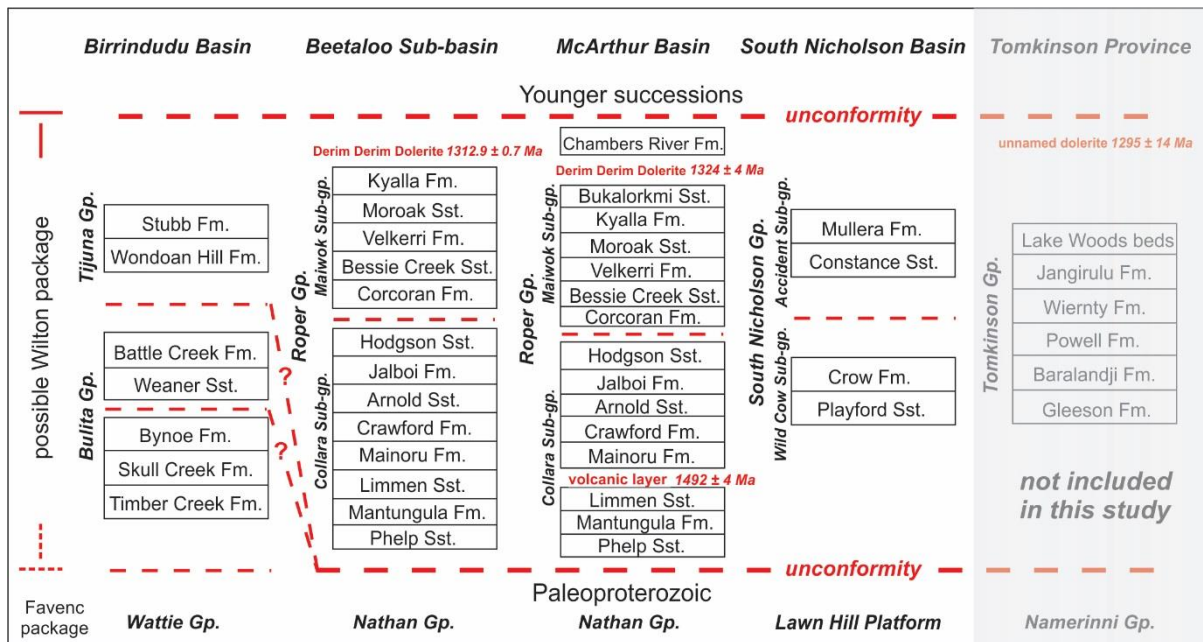 Birrindudu Basin
Beetaloo Sub-basin
McArthur Basin
South Nicholson Basin
Tomkinson Province
Younger successions
unconformity
possible Wilton package
Tijuna Gp.
Stubb Fm.
Wondoan Hill Fm.
Bulita Gp.
Battle Creek Fm.
Weaner Sst.
Bynoe Fm.
Skull Creek Fm.
Timber Creek Fm.
?
?
Derim Derim Dolerite 1312.9 ± 0.7 Ma
Roper Gp.
Maiwok Sub-gp.
Kyalla Fm.
Moroak Sst.
Velkerri Fm.
Bessie Creek Sst.
Corcoran Fm.
Collara Sub-gp.
Hodgson Sst.
Jalboi Fm.
Arnold Sst.
Crawford Fm.
Mainoru Fm.
Limmen Sst.
Mantungula Fm.
Phelp Sst.
Chambers River Fm.
Derim Derim Dolerite 1324 ± 4 Ma
Roper Gp.
Maiwok Sub-gp.
Bukalorkmi Sst.
Kyalla Fm.
Moroak Sst.
Velkerri Fm.
Bessie Creek Sst.
Corcoran Fm.
Collara Sub-gp.
Hodgson Sst.
Jalboi Fm.
Arnold Sst.
Crawford Fm.
Mainoru Fm.
volcanic layer 1492 ± 4 Ma
Limmen Sst.
Mantungula Fm.
Phelp Sst.
South Nicholson Gp.
Accident Sub-gp.
Mullera Fm.
Constance Sst.
Wild Cow Sub-gp.
Crow Fm.
Playford Sst.
unnamed dolerite 1295 ± 14 Ma
Tomkinson Gp.
Lake Woods beds
Jangirulu Fm.
Wiernty Fm.
Powell Fm.
Baralandji Fm.
Gleeson Fm.
not included
in this study
unconformity
Paleoproterozoic
Favenc
package
Wattie Gp.
Nathan Gp.
Nathan Gp.
Lawn Hill Platform
Namerinni Gp.